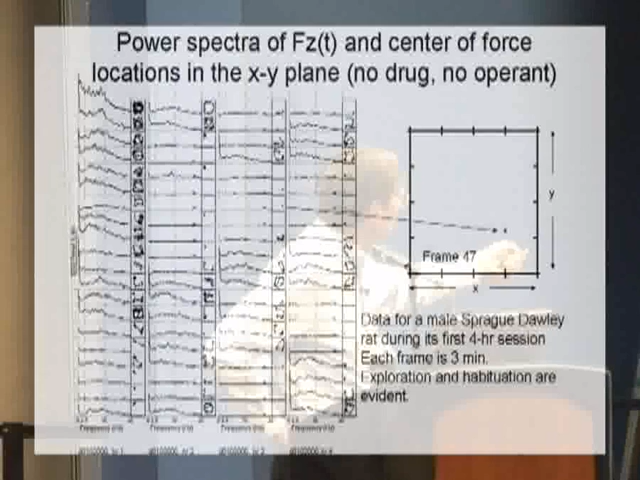 Power spectra of Fz(t) and center of force
locations in the x-y plane (no drug, no operant)
y
Frame 47
x
Data for a male Sprague Dawley
rat during its first 4-hr session
Each frame is 3 min.
Exploration and habituation are
evident.